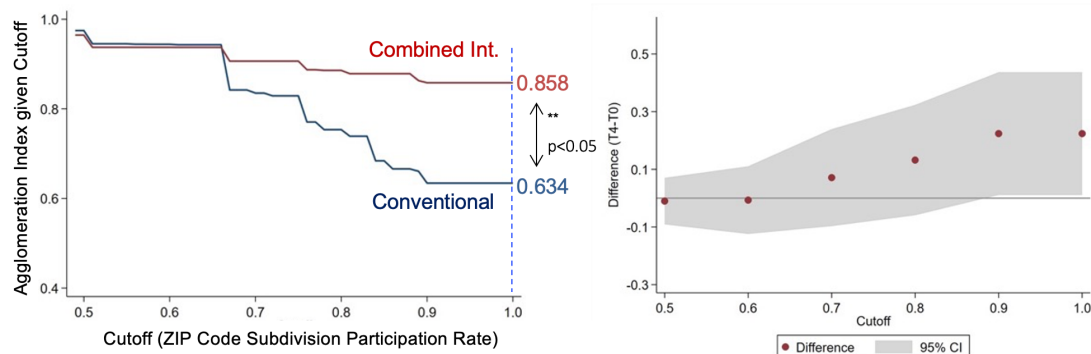 Agglomeration Index given Cutoff
1.0
0.8
0.6
0.4
Combined Int.
0.858
**
p<0.05
0.634
Conventional
0.5 0.6 0.7 0.8 0.9 1.0
Cutoff (ZIP Code Subdivision Participation Rate)
Difference (T4-T0)
0.5
0.3
0.1
-0.1
-0.3
0.5 0.6 0.7 0.8 0.9 1.0
Cutoff
Difference 95% CI